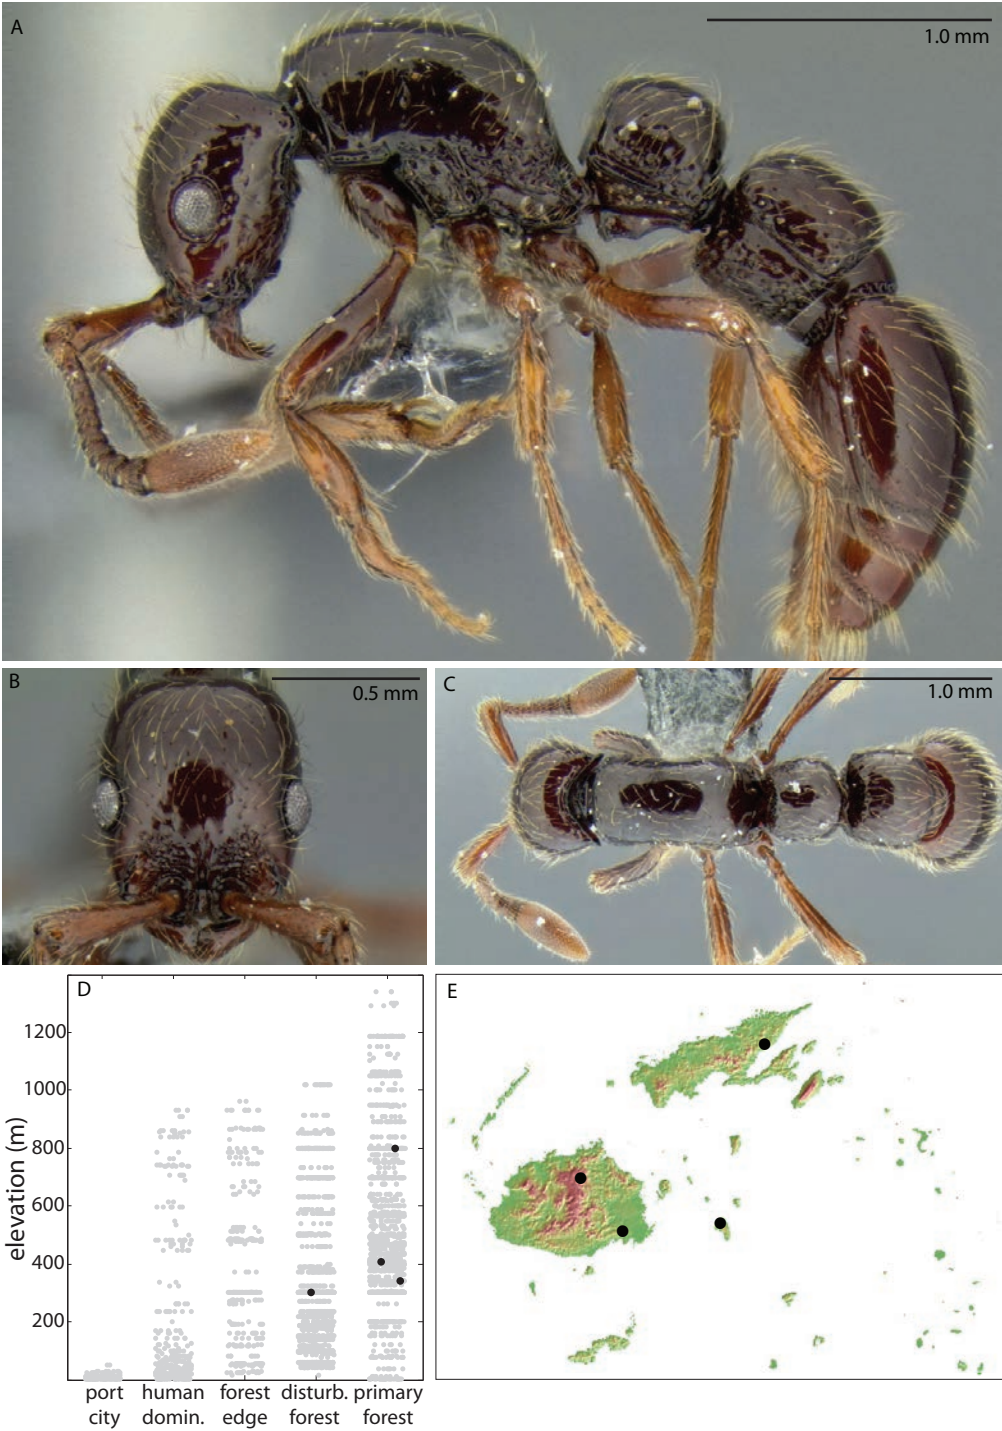 A
1.0 mm
B
0.5 mm
C
1.0 mm
D
1200
1000
800
600
400
200
elevation (m)
port city
human domin.
forest edge
disturb. forest
primary forest
E